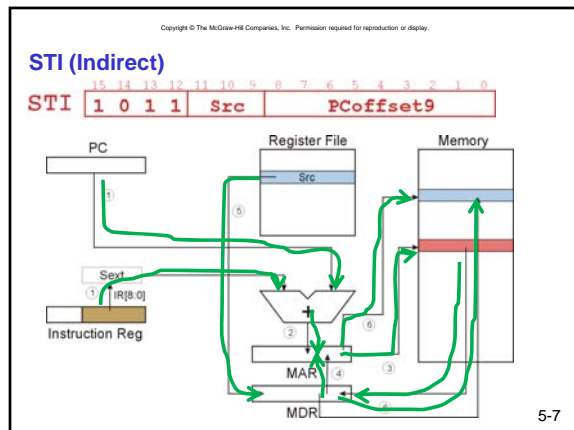 Copyright © The McGraw-Hill Companies, Inc. Permission required for reproduction or display.
STI (Indirect)
15 14 13 12 11 10 9 8 7 6 5 4 3 2 1 0
STI 1 0 1 1 Src PCoffset9
PC Register File Memory
Src
1
5
Sext
1 IR[8:0]
+
Instruction Reg
2 6
3
MAR 4
MDR
5-7